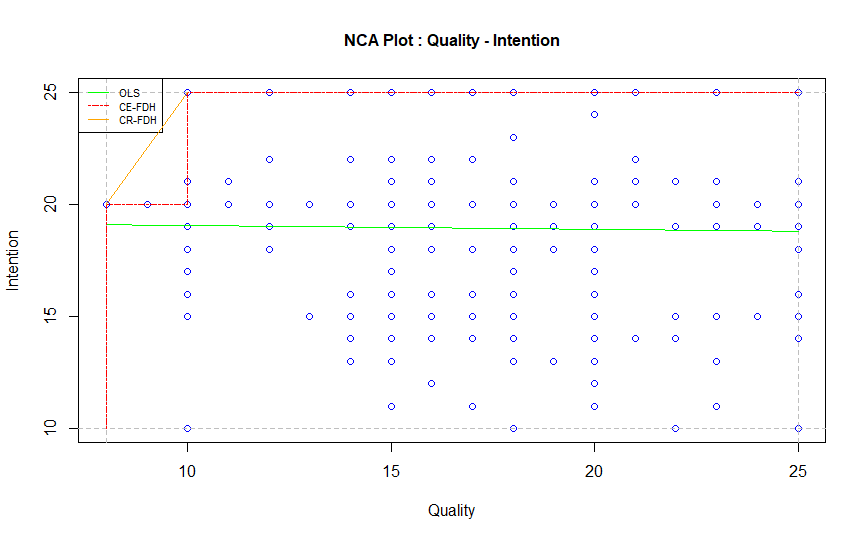 NCA Plot : Quality - Intention
OLS
CE-FDH
CR-FDH
Intention
25
20
15
10
10 15 20 25
Quality